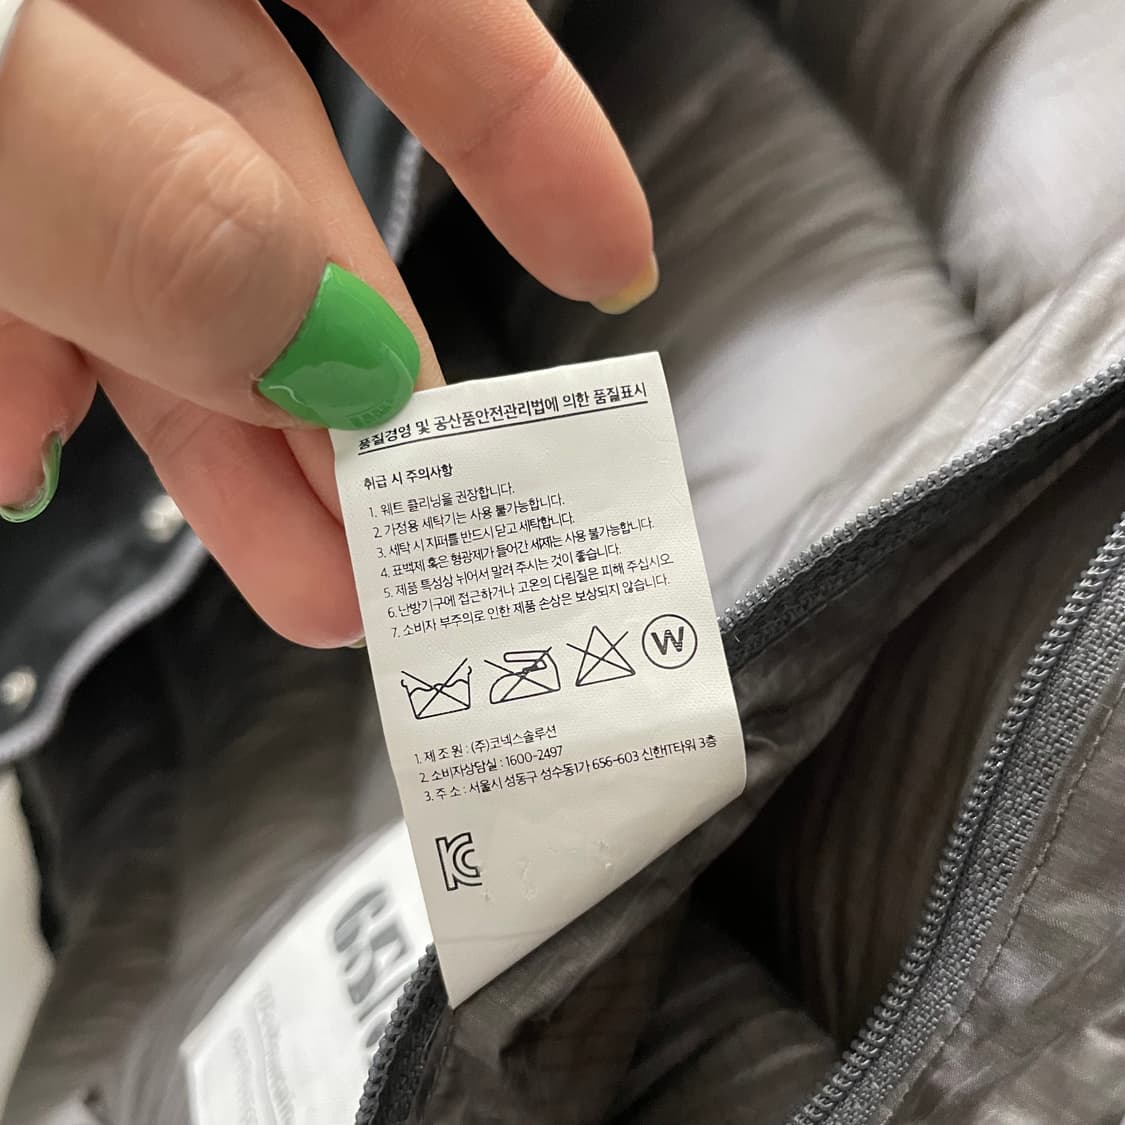 품질경영 및 공산품안전관리법에 의한 품질표시
취급 시 주의사항
1. 웨트 클리닝을 권장합니다.
2. 가정용 세탁기는 사용 불가능합니다.
3. 세탁 시 지퍼를 반드시 닫고 세탁합니다.
4. 표백제 혹은 형광제가 들어간 세제는 사용 불가능합니다.
5. 제품 특성상 뉘어서 말려 주시는 것이 좋습니다.
6. 난방기구에 접근하거나 고온의 다림질은 피해 주십시오
7. 소비자 부주의로 인한 제품 손상은 보상되지 않습니다.
W
1. 제 조 원 : (주)코넥스솔루션
2. 소비자상담실 : 1600-2497
3. 주 소 : 서울시 성동구 성수동1가 656-603 신한IT타워 3층
KC
65